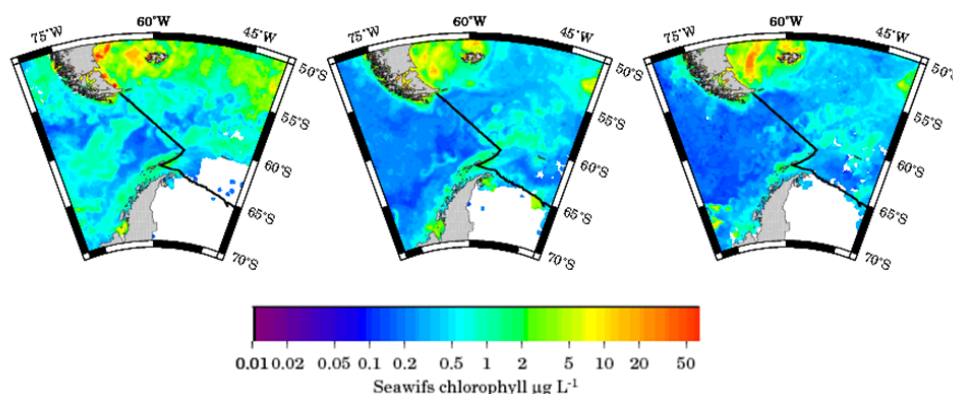 60°W 60°W 60°W
75°W 45°W 75°W 45°W 75°W 45°W
50°S 50°S 50°S
55°S 55°S 55°S
60°S 60°S 60°S
65°S 65°S 65°S
70°S 70°S 70°S
0.01 0.02 0.05 0.1 0.2 0.5 1 2 5 10 20 50
Seawifs chlorophyll µg L⁻¹